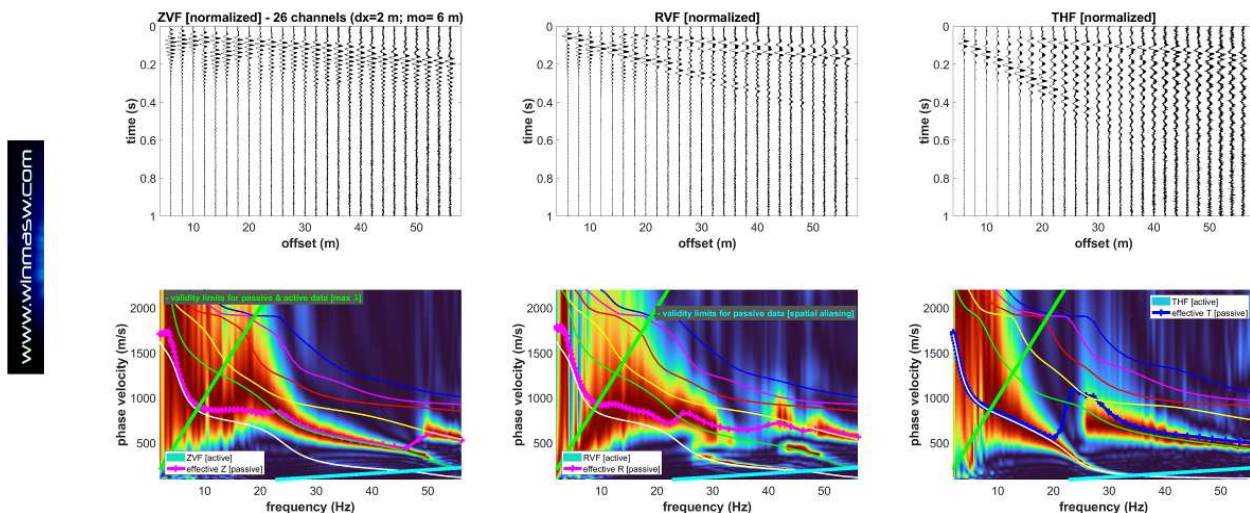 www.winmasw.com
ZVF [normalized] - 26 channels (dx=2 m; mo= 6 m)
0
0.2
0.4
0.6
0.8
1
time (s)
10 20 30 40 50
offset (m)
RVF [normalized]
0
0.2
0.4
0.6
0.8
1
time (s)
10 20 30 40 50
offset (m)
THF [normalized]
0
0.2
0.4
0.6
0.8
1
time (s)
10 20 30 40 50
offset (m)
- validity limits for passive & active data [max λ]
2000
1500
1000
500
phase velocity (m/s)
ZVF [active]
effective Z [passive]
10 20 30 40 50
frequency (Hz)
- validity limits for passive data [spatial aliasing]
2000
1500
1000
500
phase velocity (m/s)
RVF [active]
effective R [passive]
10 20 30 40 50
frequency (Hz)
THF [active]
effective T [passive]
2000
1500
1000
500
phase velocity (m/s)
10 20 30 40 50
frequency (Hz)